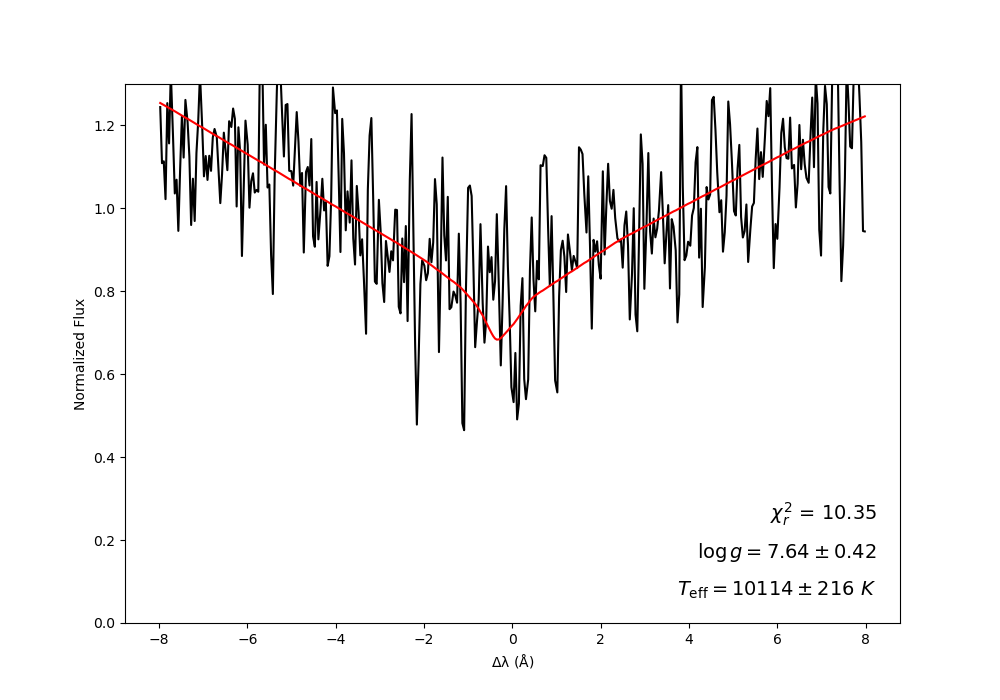 1.2
1.0
0.8
0.6
0.4
0.2
0.0
Normalized Flux
χ²ᵣ = 10.35
log g = 7.64 ± 0.42
T_eff = 10114 ± 216 K
−8 −6 −4 −2 0 2 4 6 8
Δλ (Å)